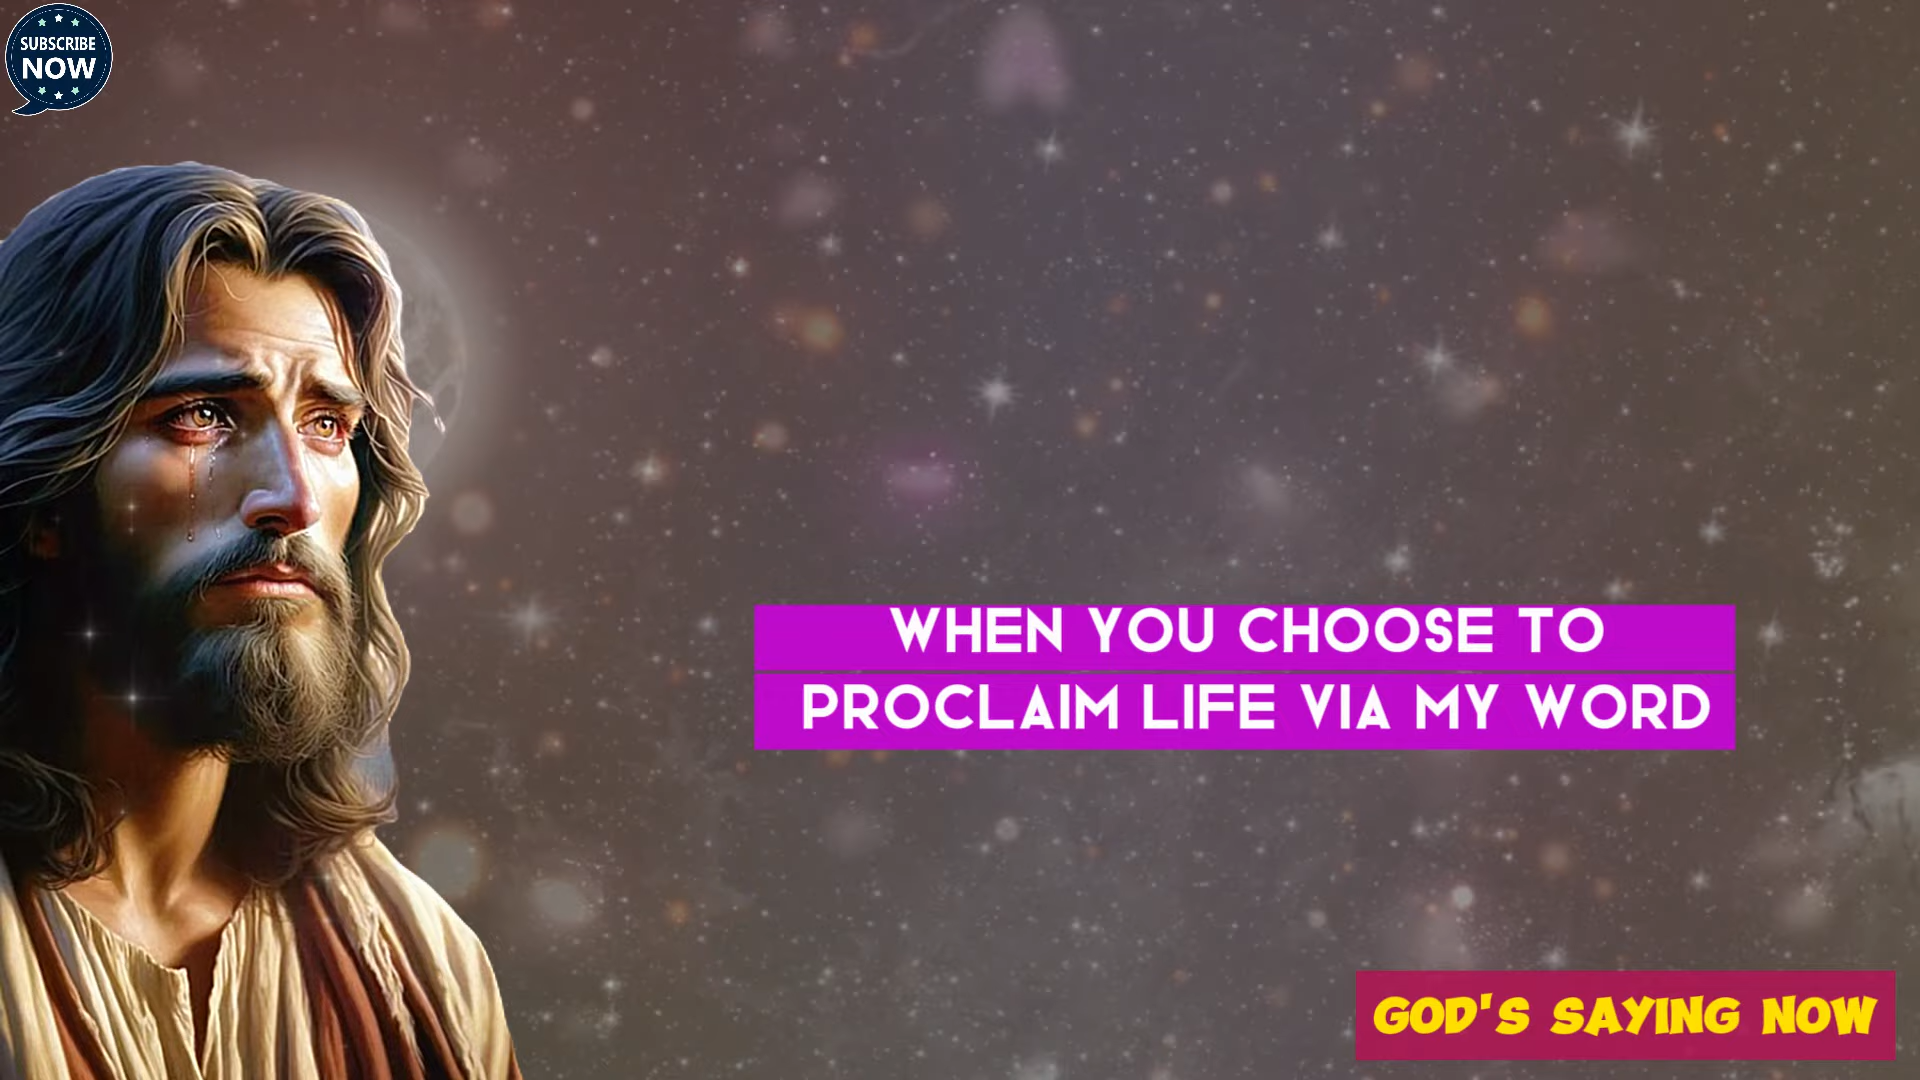 SUBSCRIBE
NOW
WHEN YOU CHOOSE TO
PROCLAIM LIFE VIA MY WORD
GOD'S SAYING NOW